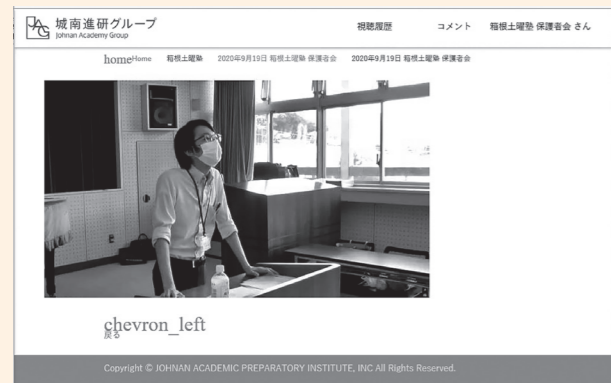 JAG 城南進研グループ
Johnan Academy Group
視聴履歴 コメント 箱根土曜塾 保護者会 さん
homeHome 箱根土曜塾 2020年9月19日 箱根土曜塾 保護者会 2020年9月19日 箱根土曜塾 保護者会
chevron_left
戻る
Copyright © JOHNAN ACADEMIC PREPARATORY INSTITUTE, INC All Rights Reserved.